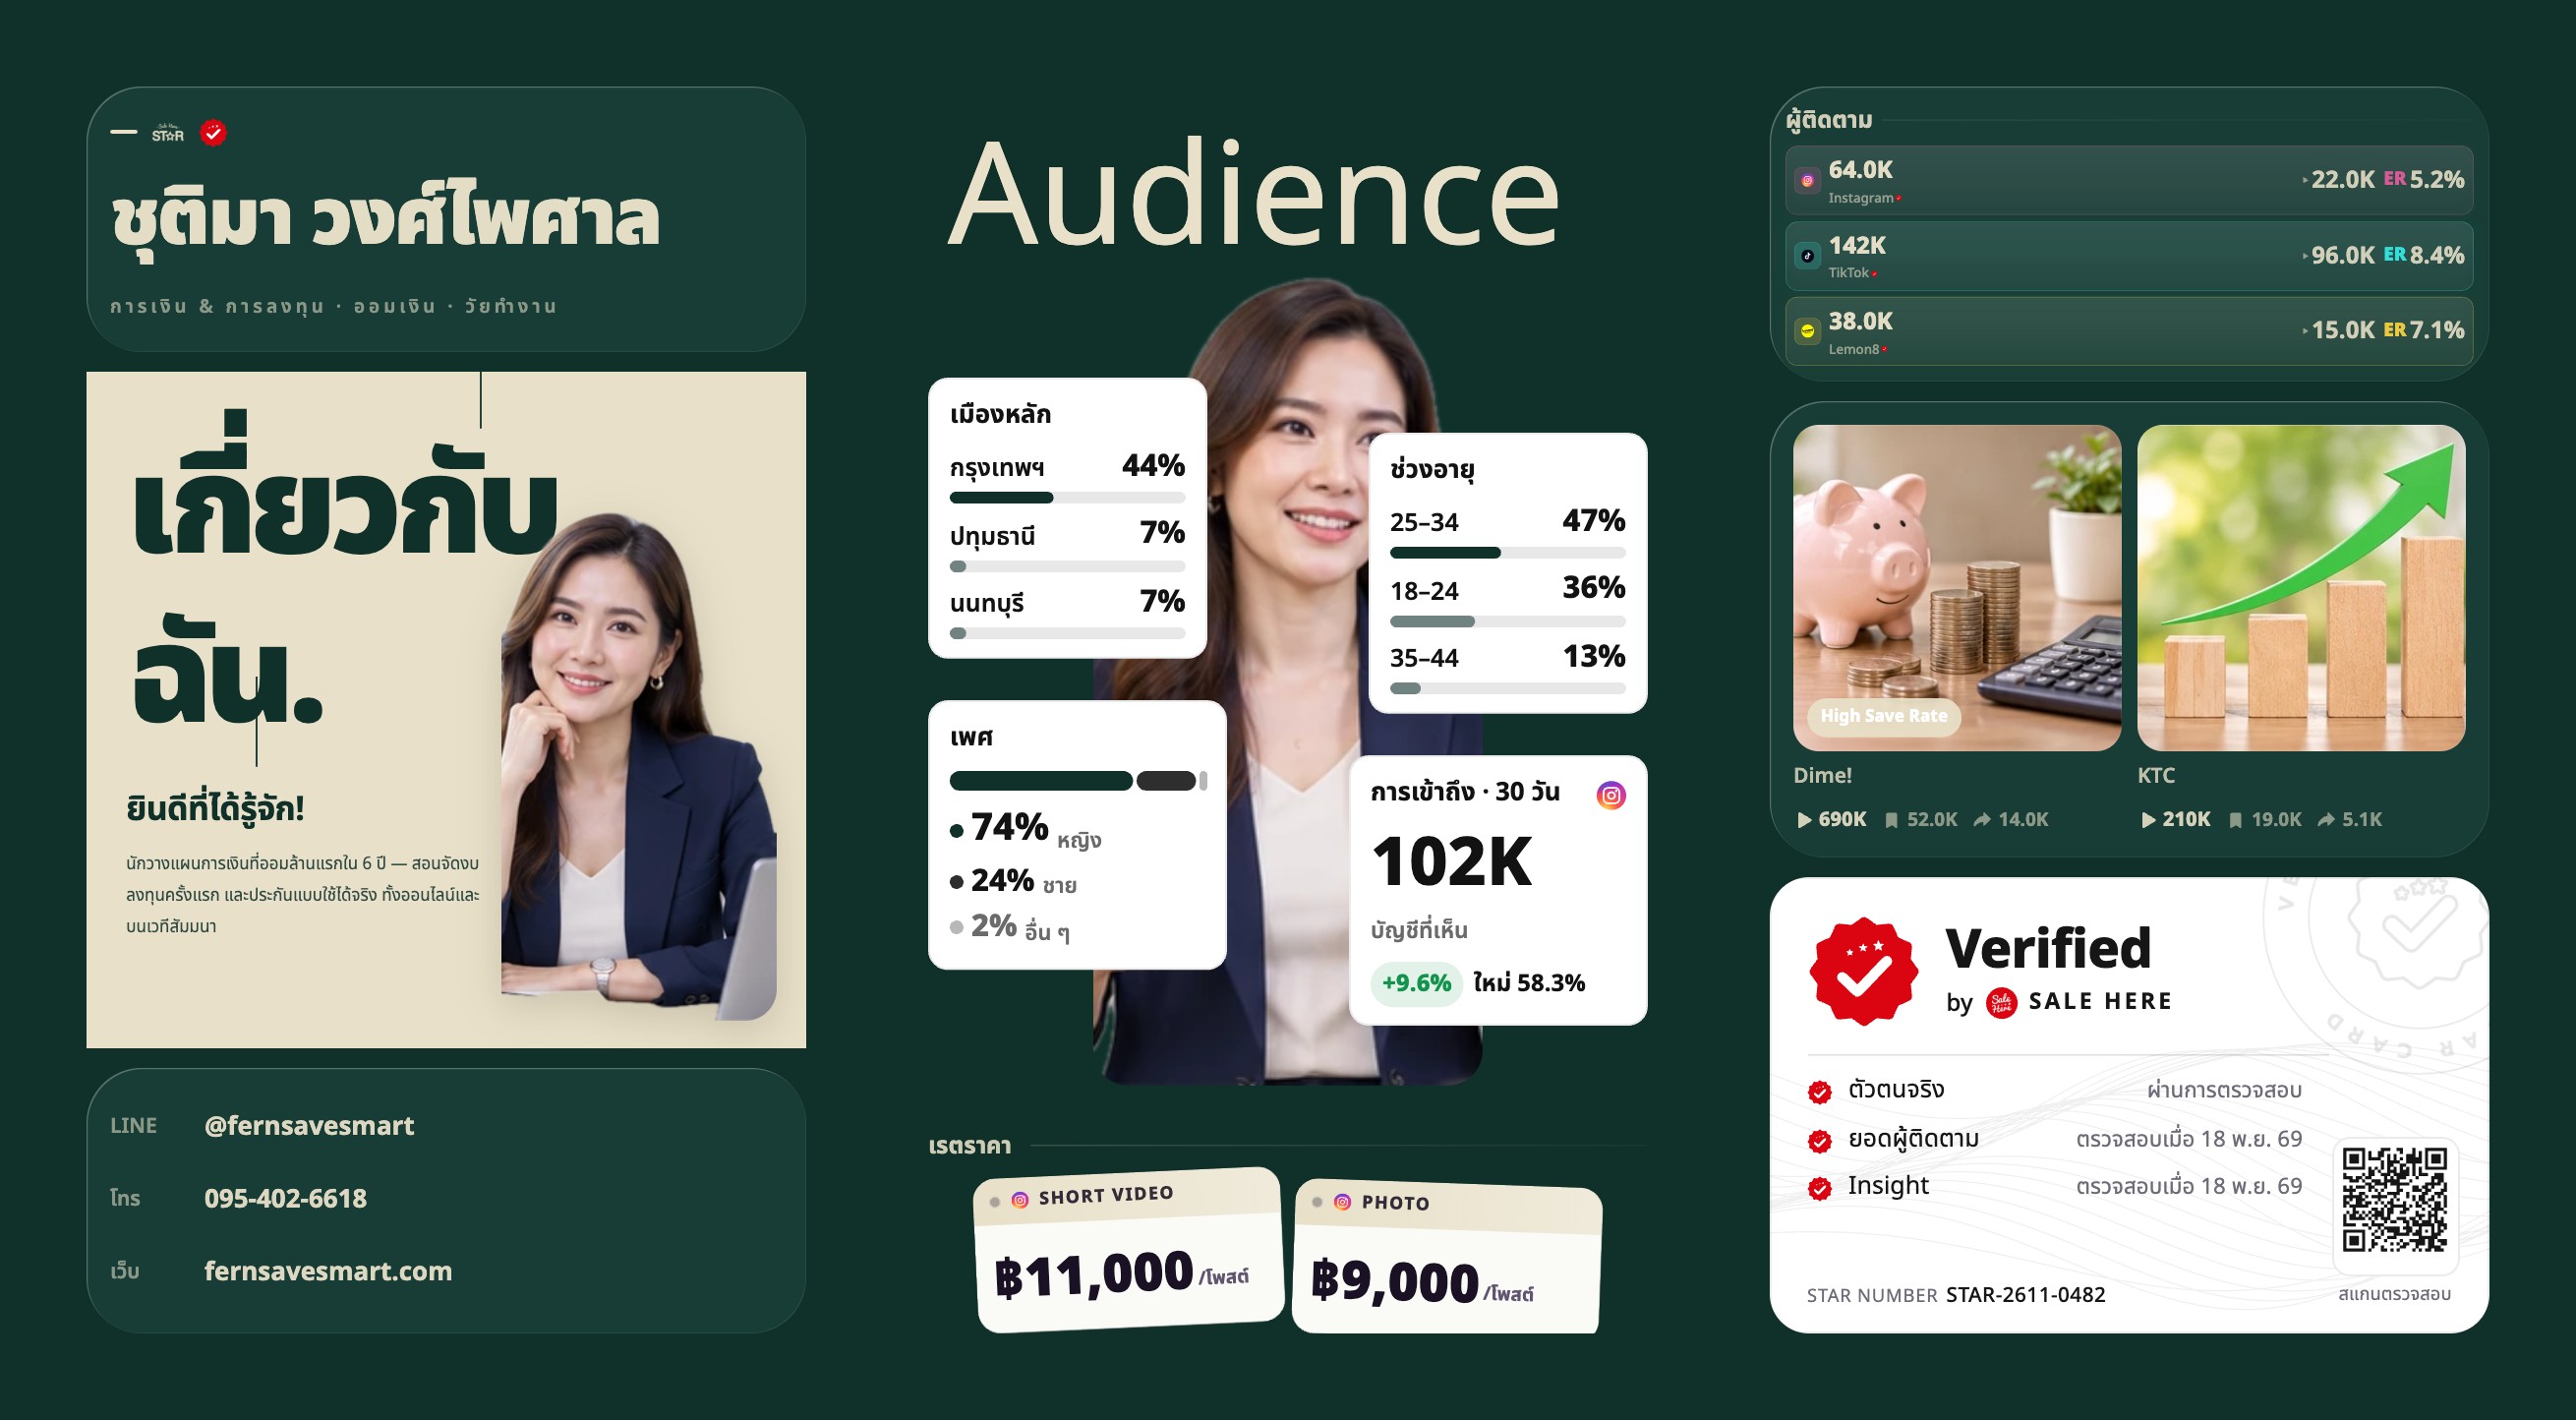 Sale Here
STAR
ชุติมา วงศ์ไพศาล
การเงิน & การลงทุน · ออมเงิน · วัยทำงาน
เกี่ยวกับ
ฉัน.
ยินดีที่ได้รู้จัก!
นักวางแผนการเงินที่ออมล้านแรกใน 6 ปี — สอนจัดงบ
ลงทุนครั้งแรก และประกันแบบใช้ได้จริง ทั้งออนไลน์และ
บนเวทีสัมมนา
LINE @fernsavesmart
โทร 095-402-6618
เว็บ fernsavesmart.com
Audience
เมืองหลัก
กรุงเทพฯ 44%
ปทุมธานี 7%
นนทบุรี 7%
ช่วงอายุ
25–34 47%
18–24 36%
35–44 13%
เพศ
74% หญิง
24% ชาย
2% อื่น ๆ
การเข้าถึง · 30 วัน
102K
บัญชีที่เห็น
+9.6% ใหม่ 58.3%
เรตราคา
SHORT VIDEO
฿11,000 /โพสต์
PHOTO
฿9,000 /โพสต์
ผู้ติดตาม
64.0K
Instagram
22.0K ER 5.2%
142K
TikTok
96.0K ER 8.4%
38.0K
Lemon8
15.0K ER 7.1%
High Save Rate
Dime!
690K 52.0K 14.0K
KTC
210K 19.0K 5.1K
Verified
by Sale Here SALE HERE
ตัวตนจริง ผ่านการตรวจสอบ
ยอดผู้ติดตาม ตรวจสอบเมื่อ 18 พ.ย. 69
Insight ตรวจสอบเมื่อ 18 พ.ย. 69
STAR NUMBER STAR-2611-0482
สแกนตรวจสอบ